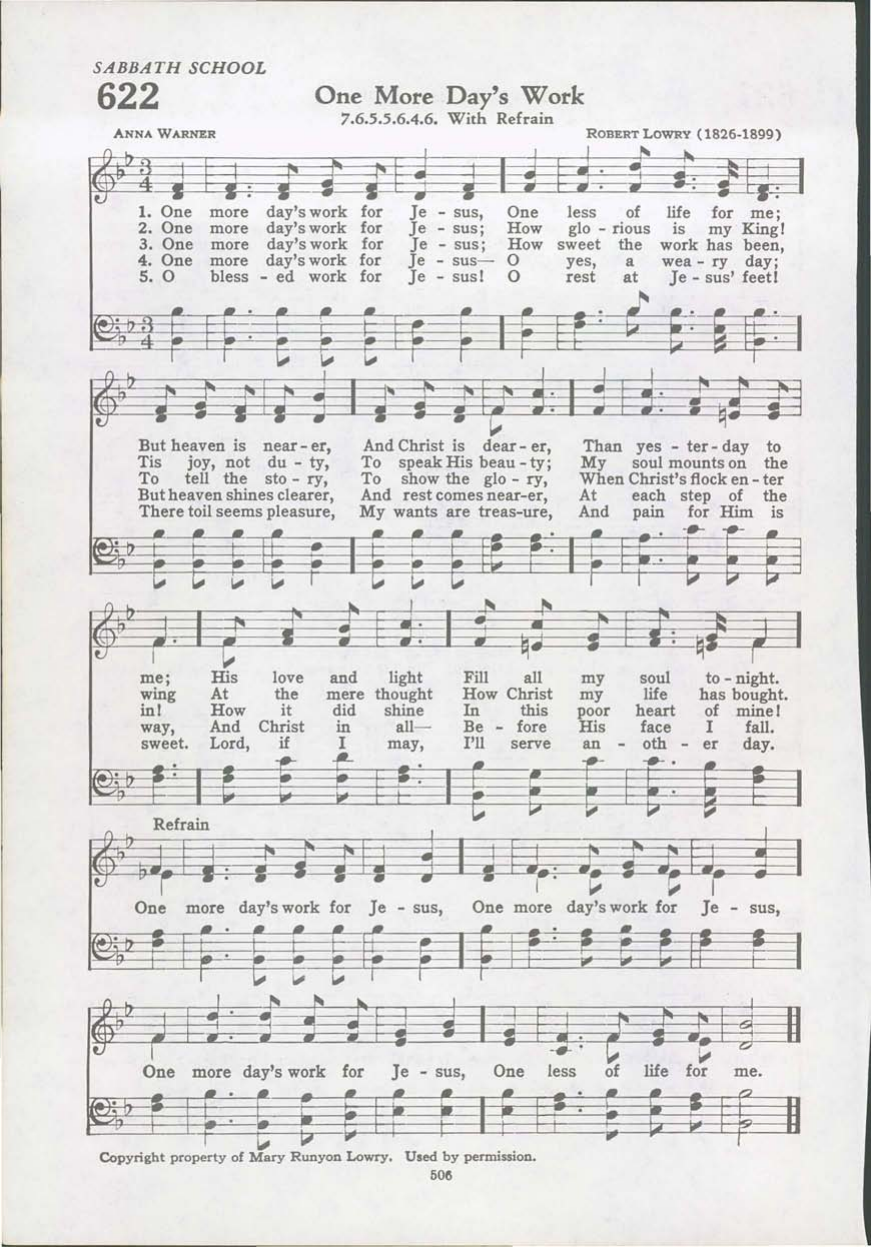 SABBATH SCHOOL
622
One More Day's Work
7.6.5.5.6.4.6. With Refrain
ANNA WARNER
ROBERT LOWRY (1826-1899)
1. One more day's work for Je - sus, One less of life for me;
2. One more day's work for Je - sus; How glo - rious is my King!
3. One more day's work for Je - sus; How sweet the work has been,
4. One more day's work for Je - sus— O yes, a wea - ry day;
5. O bless - ed work for Je - sus! O rest at Je - sus' feet!
But heaven is near - er, And Christ is dear - er, Than yes - ter - day to
Tis joy, not du - ty, To speak His beau - ty; My soul mounts on the
To tell the sto - ry, To show the glo - ry, When Christ's flock en - ter
But heaven shines clearer, And rest comes near-er, At each step of the
There toil seems pleasure, My wants are treas-ure, And pain for Him is
me; His love and light Fill all my soul to - night.
wing At the mere thought How Christ my life has bought.
in! How it did shine In this poor heart of mine!
way, And Christ in all— Be - fore His face I fall.
sweet. Lord, if I may, I'll serve an - oth - er day.
Refrain
One more day's work for Je - sus, One more day's work for Je - sus,
One more day's work for Je - sus, One less of life for me.
Copyright property of Mary Runyon Lowry. Used by permission.
506